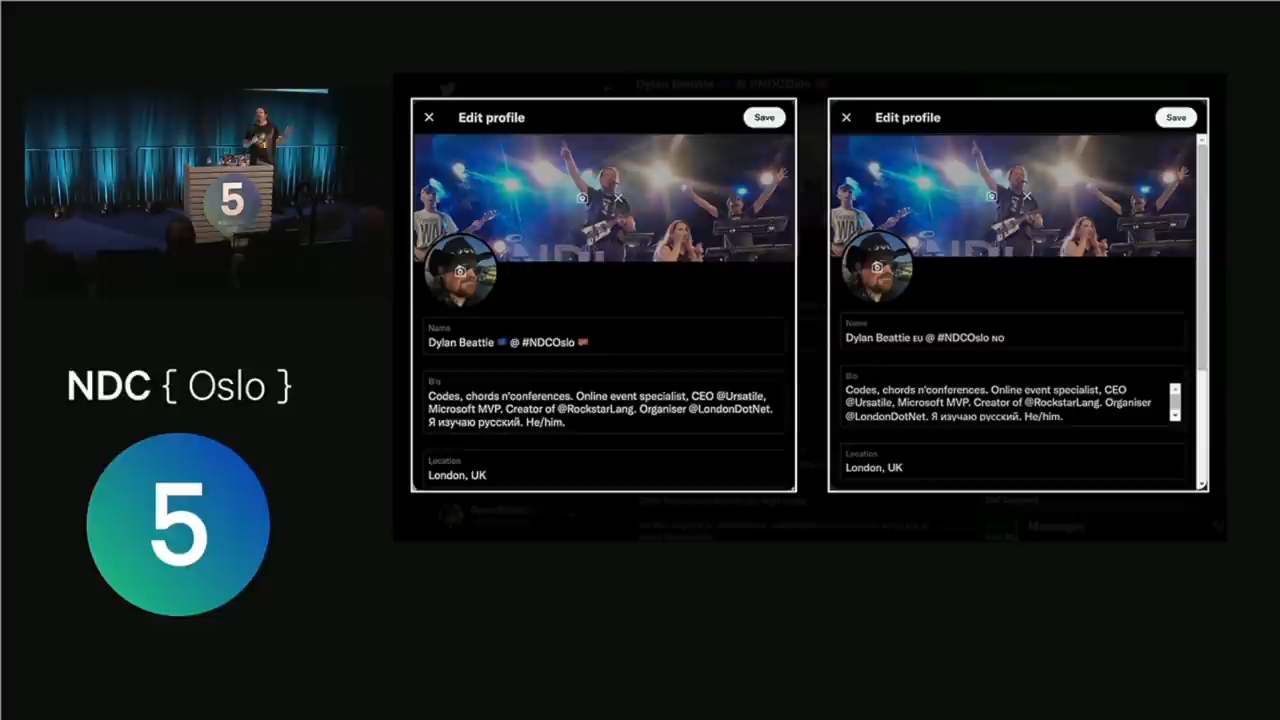 5
NDC { Oslo }
5
Edit profile
Save
Name
Dylan Beattie 🇪🇺 @ #NDCOslo 🇳🇴
Bio
Codes, chords n'conferences. Online event specialist, CEO @Ursatile,
Microsoft MVP. Creator of @RockstarLang. Organiser @LondonDotNet.
Я изучаю русский. He/him.
Location
London, UK
Edit profile
Save
Name
Dylan Beattie EU @ #NDCOslo NO
Bio
Codes, chords n'conferences. Online event specialist, CEO
@Ursatile, Microsoft MVP. Creator of @RockstarLang. Organiser
@LondonDotNet. Я изучаю русский. He/him.
Location
London, UK